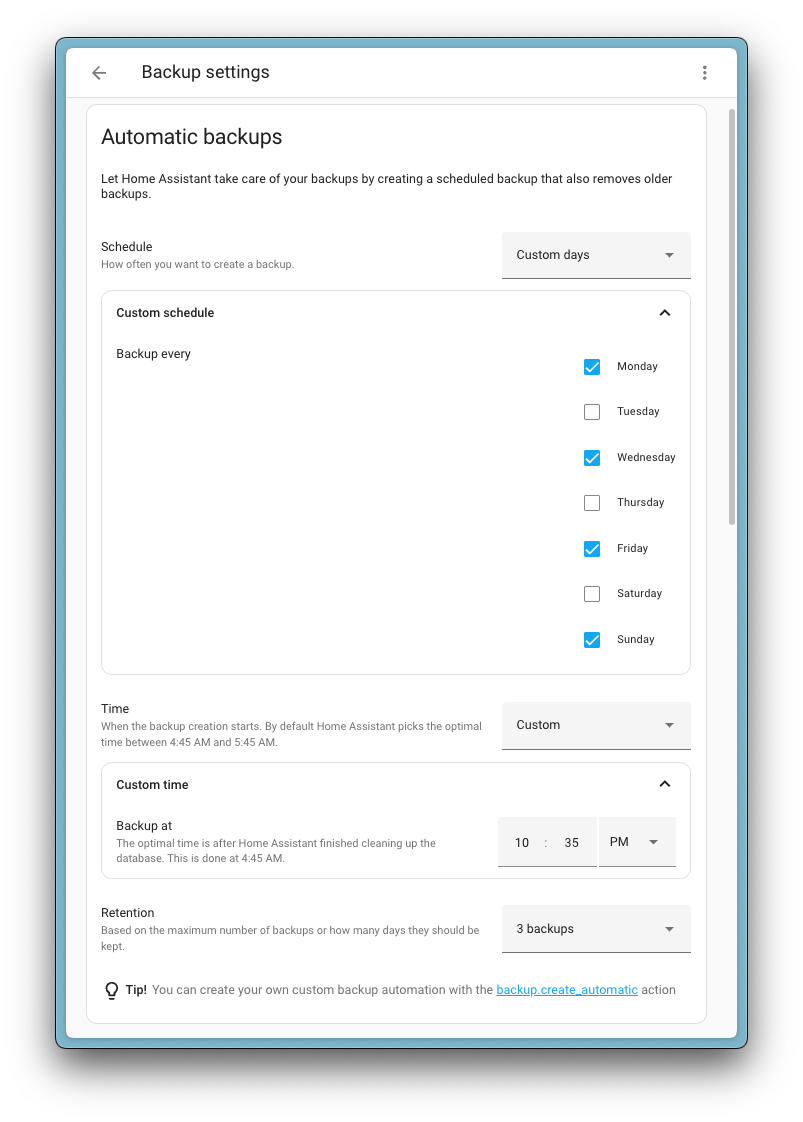 Backup settings
Automatic backups
Let Home Assistant take care of your backups by creating a scheduled backup that also removes older
backups.
Schedule
How often you want to create a backup.
Custom days
Custom schedule
Backup every
Monday
Tuesday
Wednesday
Thursday
Friday
Saturday
Sunday
Time
When the backup creation starts. By default Home Assistant picks the optimal
time between 4:45 AM and 5:45 AM.
Custom
Custom time
Backup at
The optimal time is after Home Assistant finished cleaning up the
database. This is done at 4:45 AM.
10 : 35 PM
Retention
Based on the maximum number of backups or how many days they should be
kept.
3 backups
Tip! You can create your own custom backup automation with the backup.create_automatic action